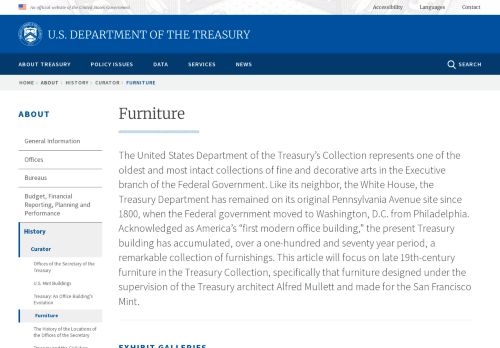 An official website of the United States Government
Accessibility Languages Contact
U.S. DEPARTMENT OF THE TREASURY
ABOUT TREASURY POLICY ISSUES DATA SERVICES NEWS SEARCH
HOME ABOUT HISTORY CURATOR FURNITURE
ABOUT
General Information
Offices
Bureaus
Budget, Financial
Reporting, Planning and
Performance
History
Curator
Offices of the Secretary of the
Treasury
U.S. Mint Buildings
Treasury: An Office Building's
Evolution
Furniture
The History of the Locations of
the Offices of the Secretary
Furniture
The United States Department of the Treasury's Collection represents one of the
oldest and most intact collections of fine and decorative arts in the Executive
branch of the Federal Government. Like its neighbor, the White House, the
Treasury Department has remained on its original Pennsylvania Avenue site since
1800, when the Federal government moved to Washington, D.C. from Philadelphia.
Acknowledged as America's "first modern office building," the present Treasury
building has accumulated, over a one-hundred and seventy year period, a
remarkable collection of furnishings. This article will focus on late 19th-century
furniture in the Treasury Collection, specifically that furniture designed under the
supervision of the Treasury architect Alfred Mullett and made for the San Francisco
Mint.
EXHIBIT GALLERIES